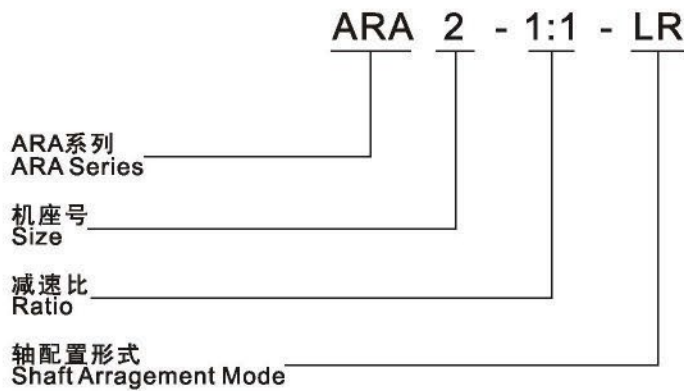 ARA 2 - 1:1 - LR
ARA系列
ARA Series
机座号
Size
减速比
Ratio
轴配置形式
Shaft Arragement Mode